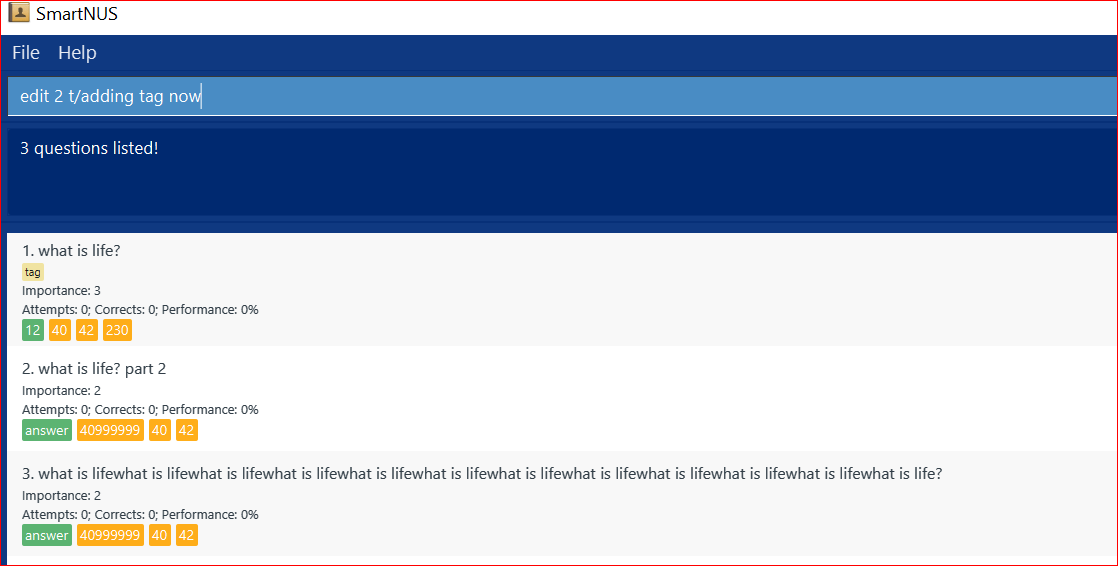 SmartNUS
File Help
edit 2 t/adding tag now
3 questions listed!
1. what is life?
tag
Importance: 3
Attempts: 0; Corrects: 0; Performance: 0%
12 40 42 230
2. what is life? part 2
Importance: 2
Attempts: 0; Corrects: 0; Performance: 0%
answer 40999999 40 42
3. what is lifewhat is lifewhat is lifewhat is lifewhat is lifewhat is lifewhat is lifewhat is lifewhat is lifewhat is lifewhat is lifewhat is life?
Importance: 2
Attempts: 0; Corrects: 0; Performance: 0%
answer 40999999 40 42